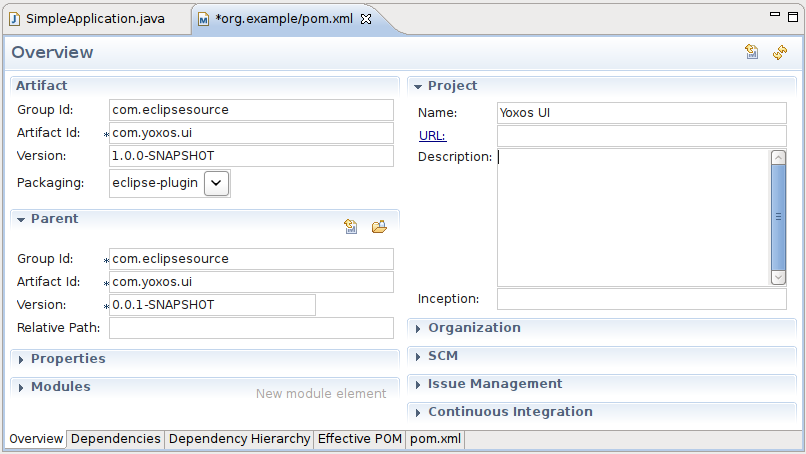 SimpleApplication.java
*org.example/pom.xml
Overview
Artifact
Group Id: com.eclipsesource
Artifact Id: * com.yoxos.ui
Version: 1.0.0-SNAPSHOT
Packaging: eclipse-plugin
Parent
Group Id: * com.eclipsesource
Artifact Id: * com.yoxos.ui
Version: * 0.0.1-SNAPSHOT
Relative Path:
Properties
Modules
New module element
Project
Name: Yoxos UI
URL:
Description:
Inception:
Organization
SCM
Issue Management
Continuous Integration
Overview Dependencies Dependency Hierarchy Effective POM pom.xml